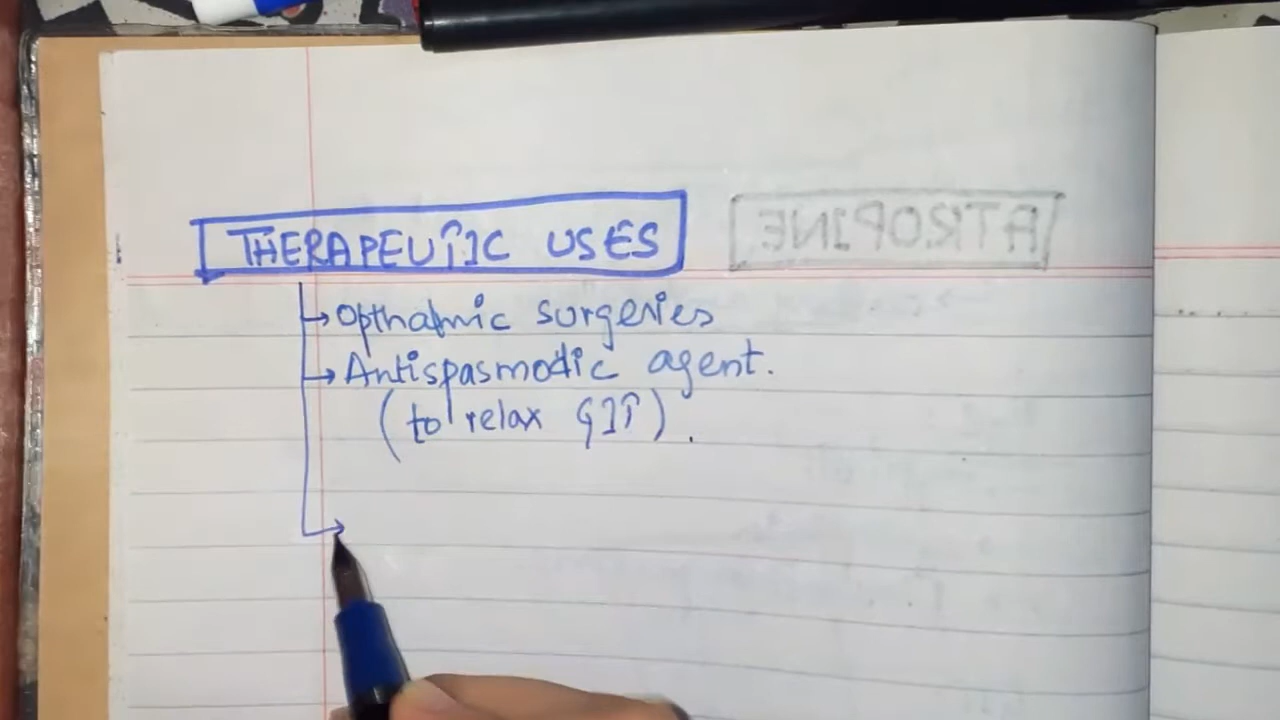 THERAPEUTIC USES
ATROPINE
Opthalmic surgeries
Antispasmodic agent.
(to relax GIT).